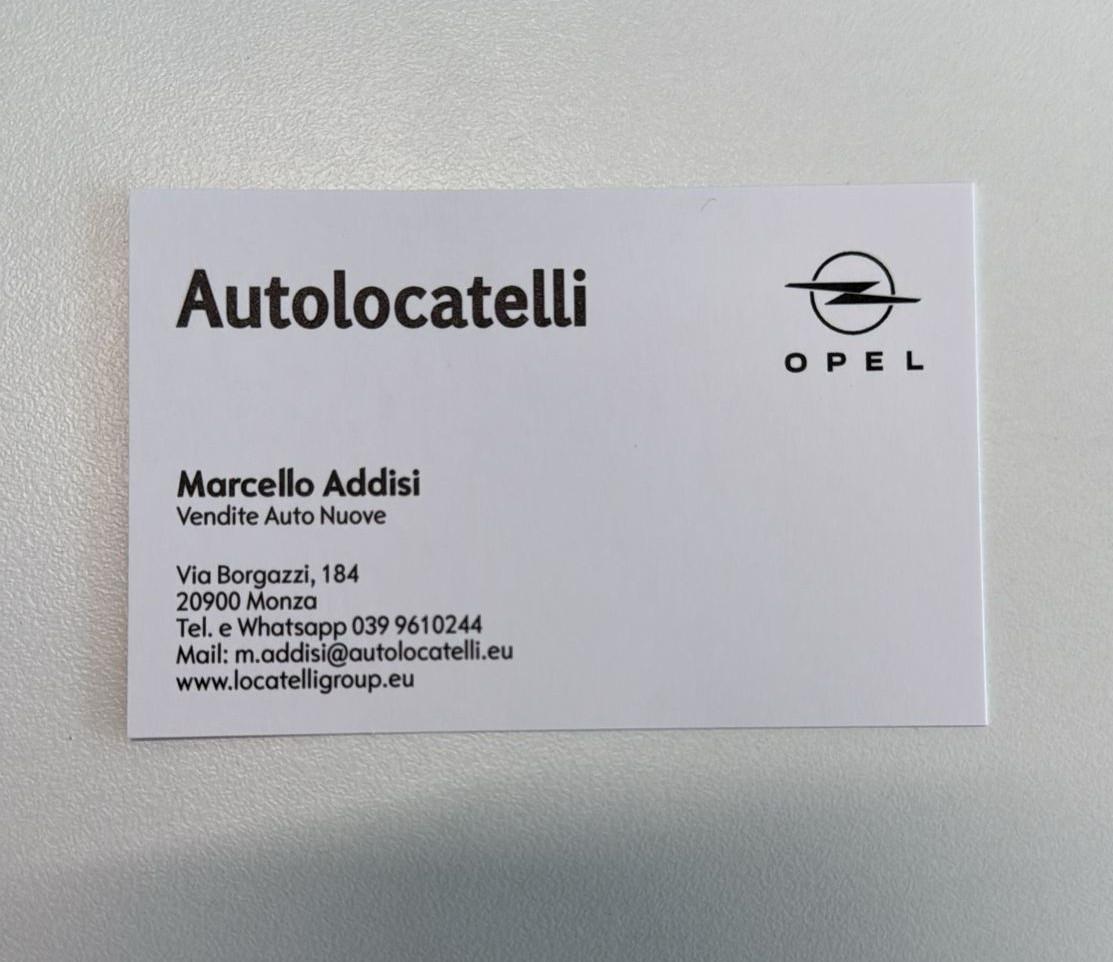 Autolocatelli
OPEL
Marcello Addisi
Vendite Auto Nuove
Via Borgazzi, 184
20900 Monza
Tel. e Whatsapp 039 9610244
Mail: m.addisi@autolocatelli.eu
www.locatelligroup.eu